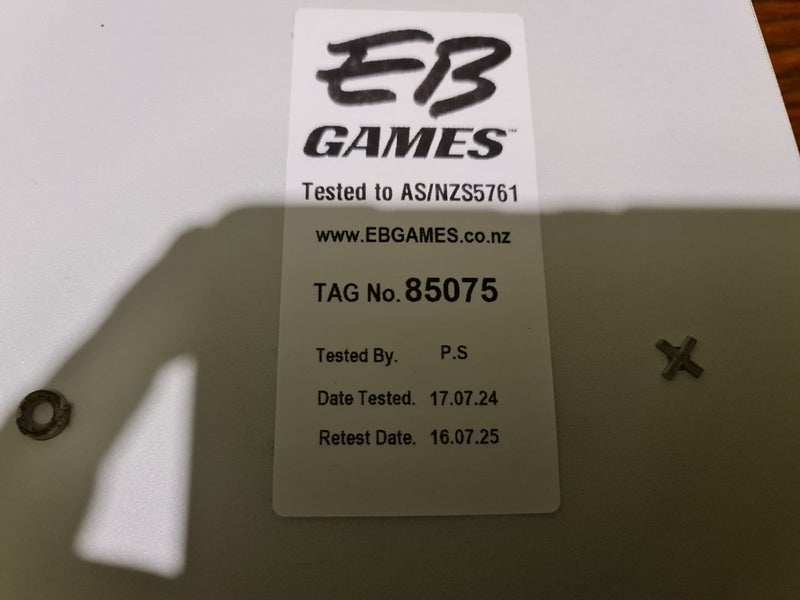 EB
GAMES™
Tested to AS/NZS5761
www.EBGAMES.co.nz
TAG No. 85075
Tested By. P.S
Date Tested. 17.07.24
Retest Date. 16.07.25